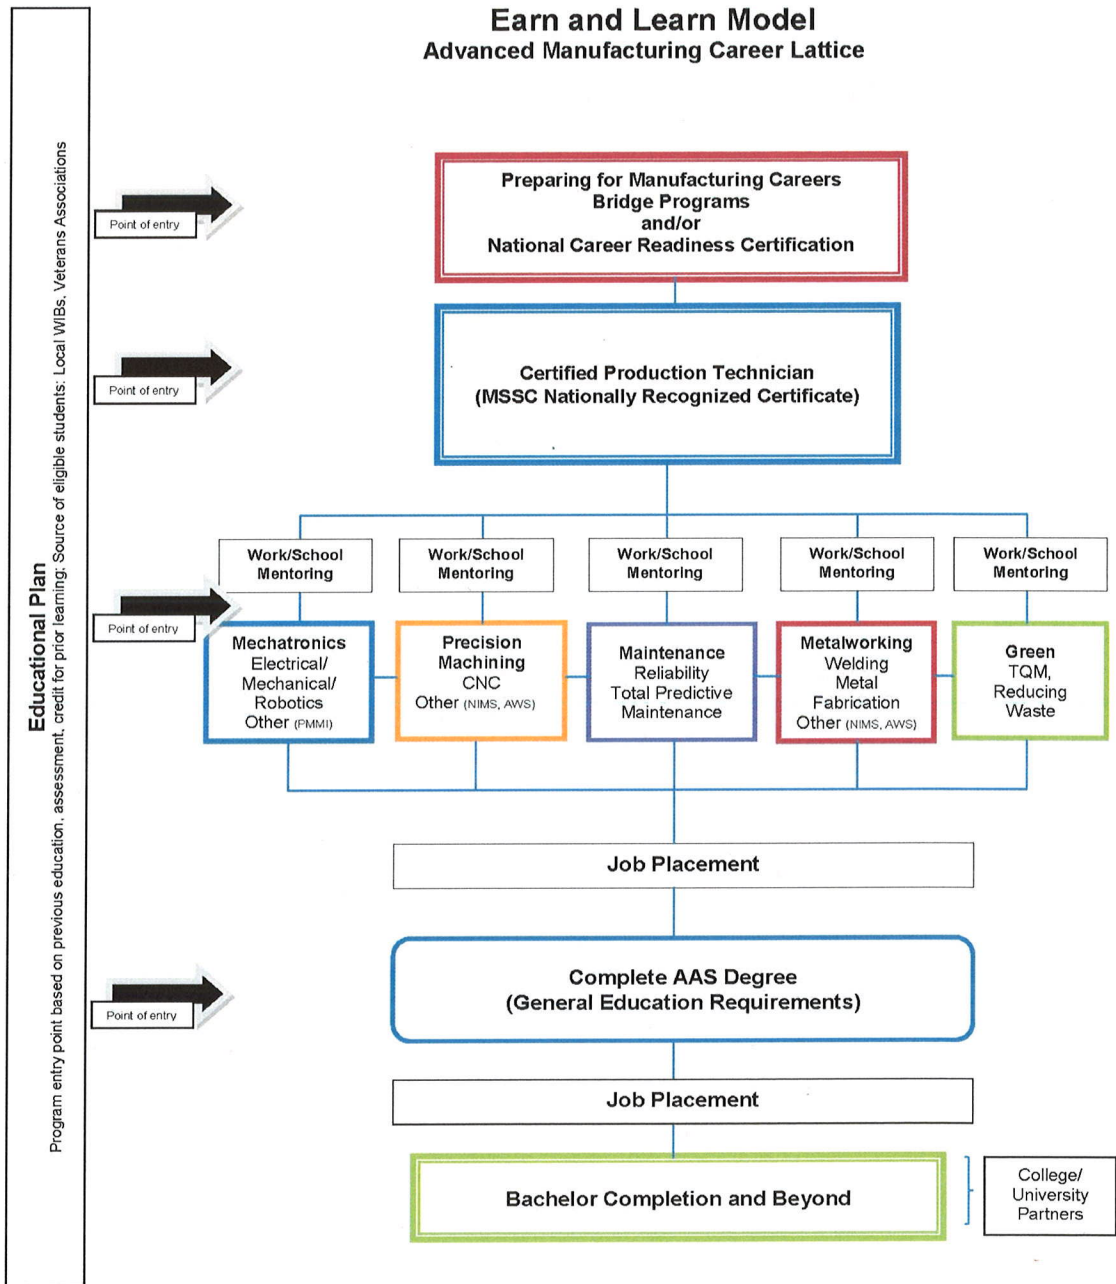 Earn and Learn Model
Advanced Manufacturing Career Lattice
Educational Plan
Program entry point based on previous education, assessment, credit for prior learning; Source of eligible students: Local WIBs, Veterans Associations
Point of entry
Preparing for Manufacturing Careers
Bridge Programs
and/or
National Career Readiness Certification
Point of entry
Certified Production Technician
(MSSC Nationally Recognized Certificate)
Work/School
Mentoring
Work/School
Mentoring
Work/School
Mentoring
Work/School
Mentoring
Work/School
Mentoring
Point of entry
Mechatronics
Electrical/
Mechanical/
Robotics
Other (PMMI)
Precision
Machining
CNC
Other (NIMS, AWS)
Maintenance
Reliability
Total Predictive
Maintenance
Metalworking
Welding
Metal
Fabrication
Other (NIMS, AWS)
Green
TQM,
Reducing
Waste
Job Placement
Point of entry
Complete AAS Degree
(General Education Requirements)
Job Placement
Bachelor Completion and Beyond
College/
University
Partners